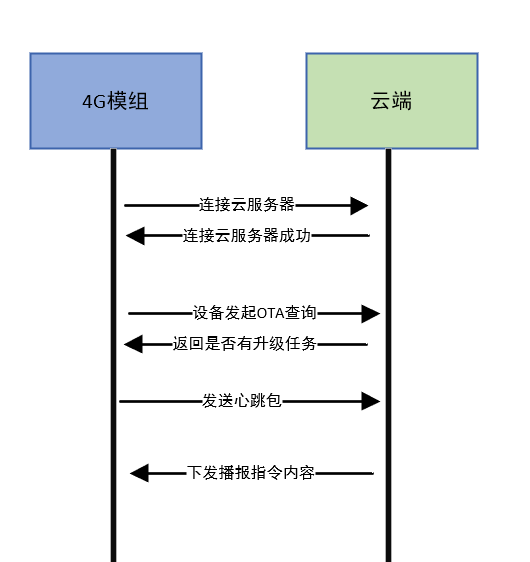 4G模组
云端
连接云服务器
连接云服务器成功
设备发起OTA查询
返回是否有升级任务
发送心跳包
下发播报指令内容